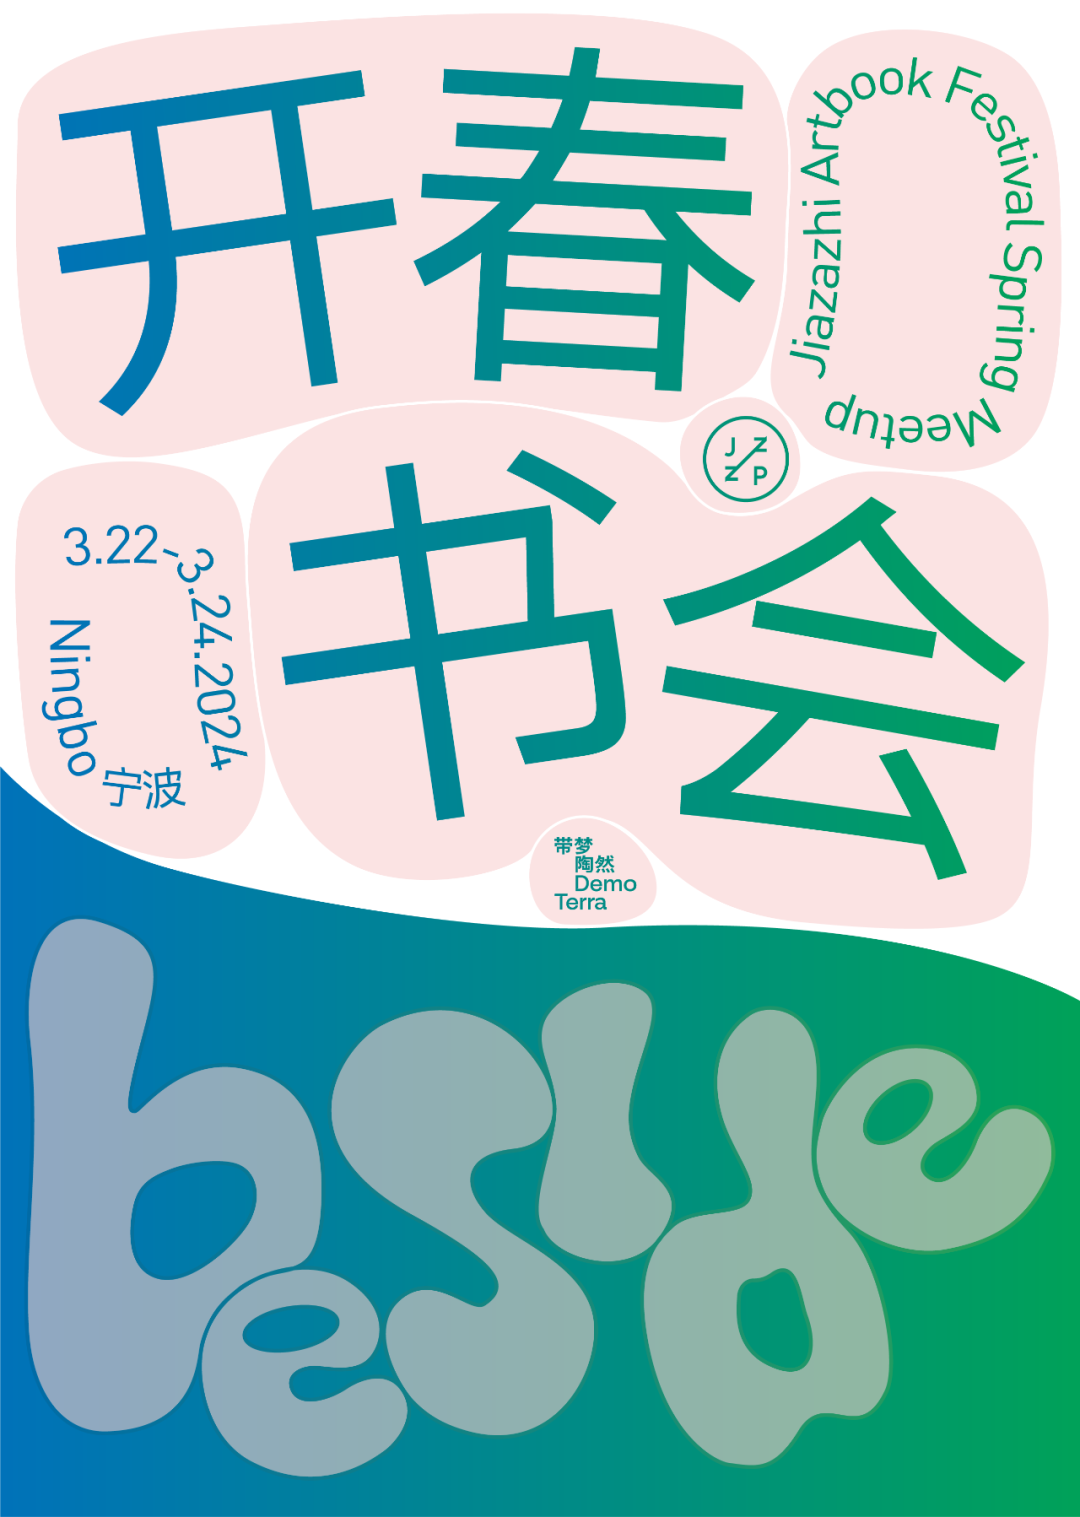 开春
Jiazazhi Artbook Festival Spring Meetup
JZ
ZP
书会
3.22-3.24.2024
Ningbo 宁波
带梦
陶然
Demo
Terra
beside